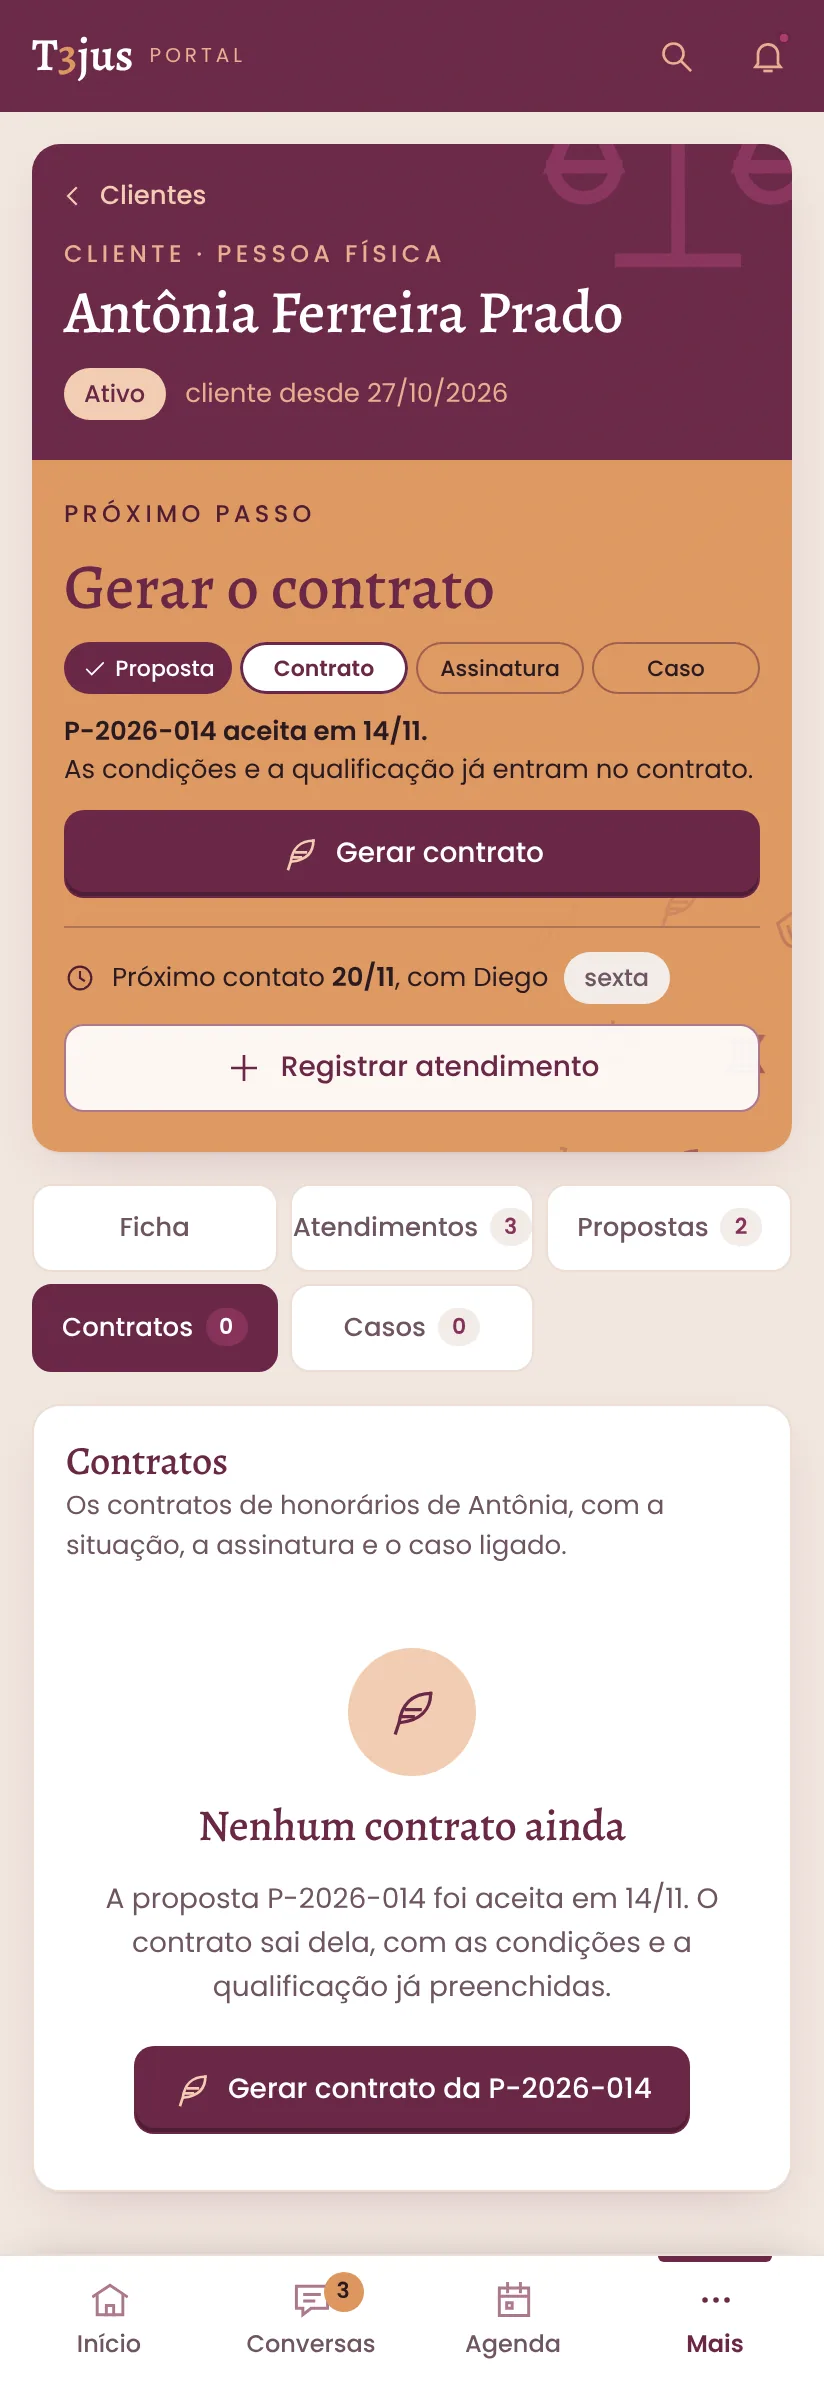 T3jus PORTAL
Clientes
CLIENTE · PESSOA FÍSICA
Antônia Ferreira Prado
Ativo cliente desde 27/10/2026
PRÓXIMO PASSO
Gerar o contrato
Proposta Contrato Assinatura Caso
P-2026-014 aceita em 14/11.
As condições e a qualificação já entram no contrato.
Gerar contrato
Próximo contato 20/11, com Diego sexta
Registrar atendimento
Ficha Atendimentos 3 Propostas 2
Contratos 0 Casos 0
Contratos
Os contratos de honorários de Antônia, com a
situação, a assinatura e o caso ligado.
Nenhum contrato ainda
A proposta P-2026-014 foi aceita em 14/11. O
contrato sai dela, com as condições e a
qualificação já preenchidas.
Gerar contrato da P-2026-014
3
Início Conversas Agenda Mais